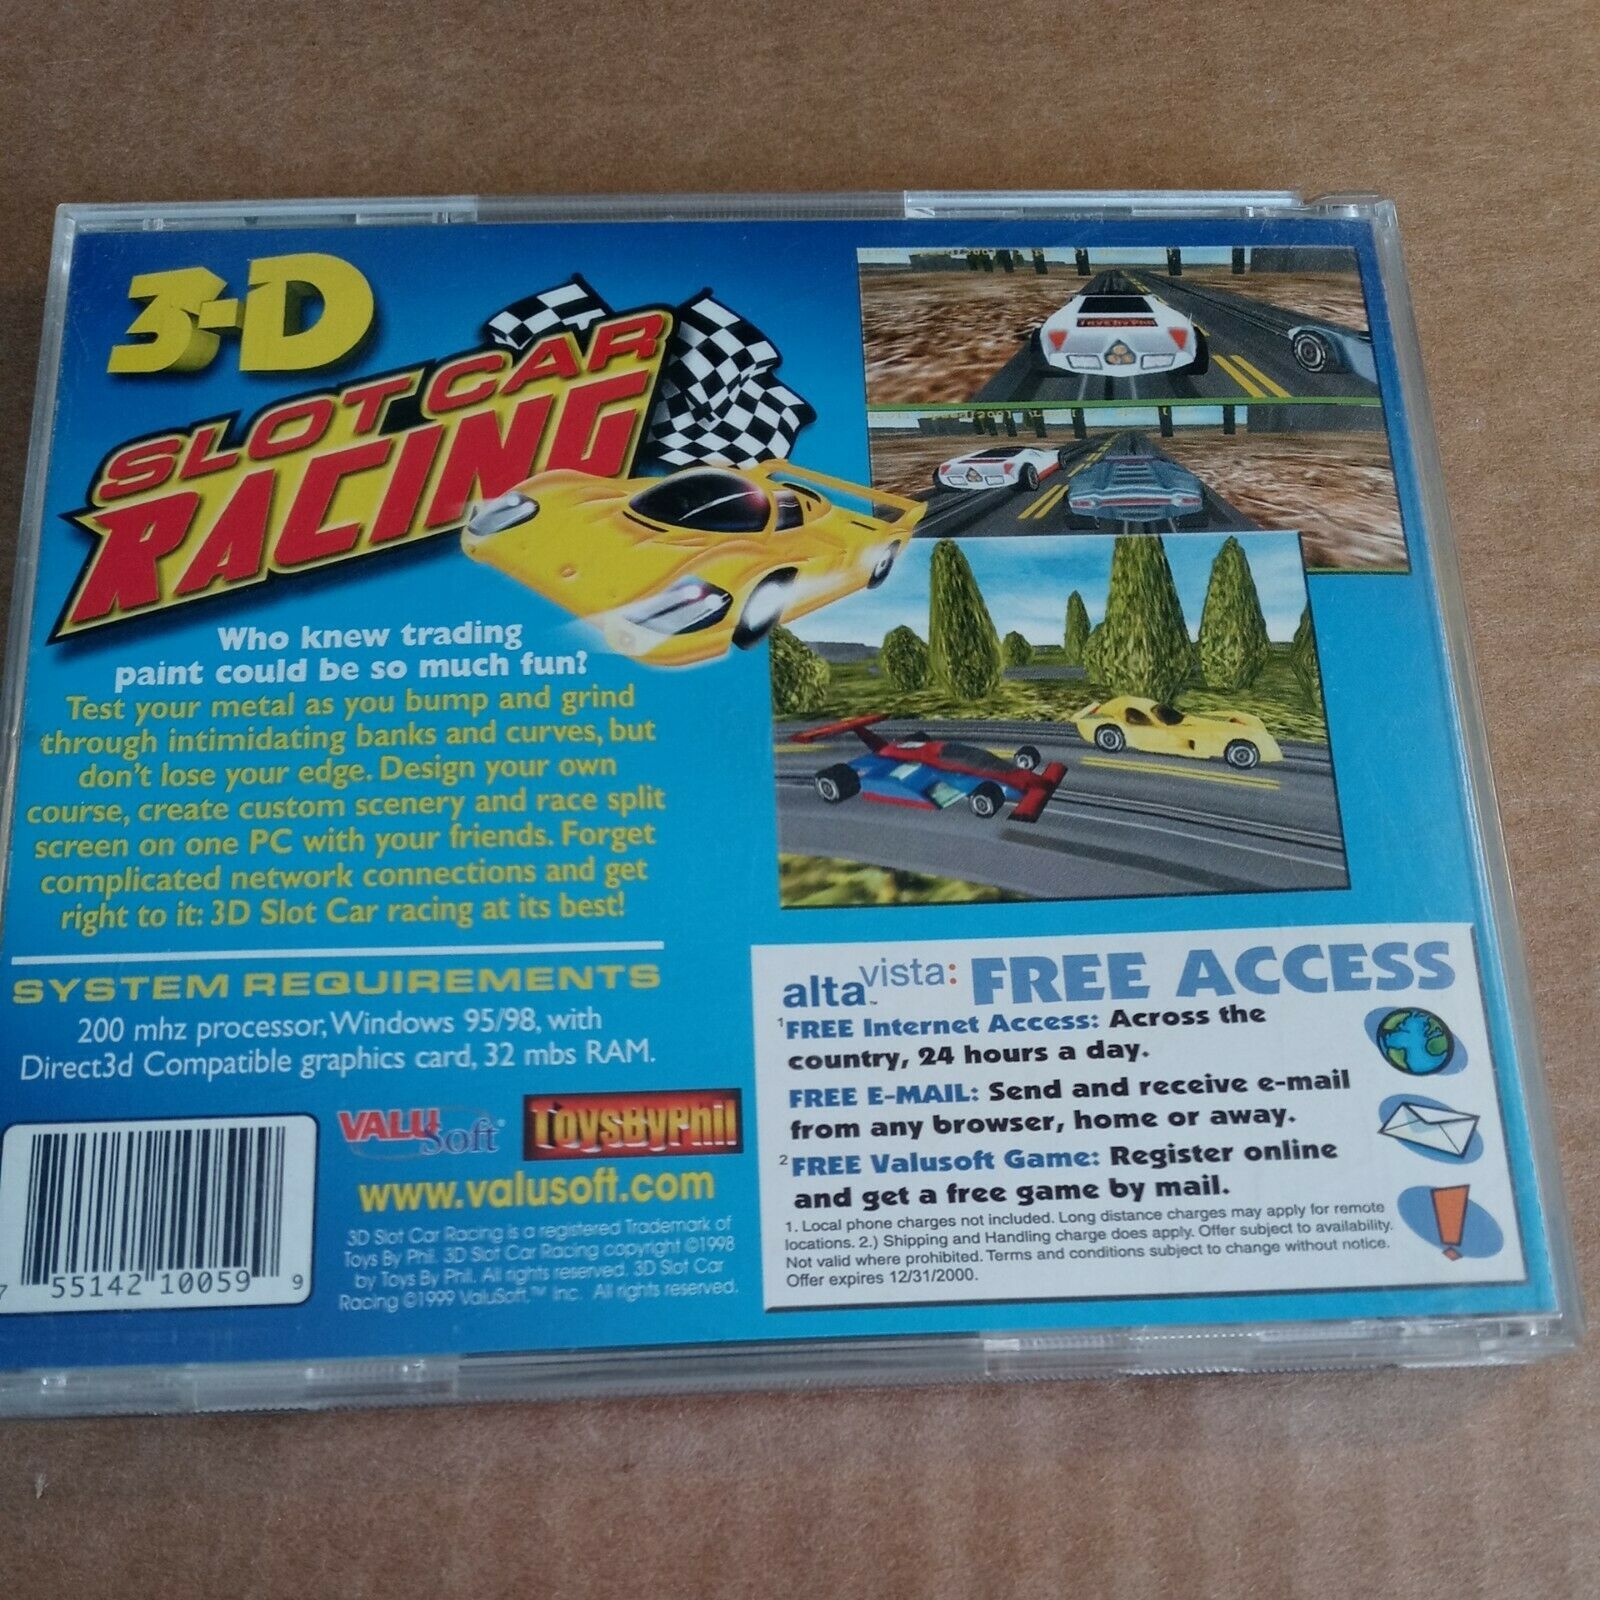 3-D
SLOT CAR
RACING
Who knew trading
paint could be so much fun?
Test your metal as you bump and grind
through intimidating banks and curves, but
don't lose your edge. Design your own
course, create custom scenery and race split
screen on one PC with your friends. Forget
complicated network connections and get
right to it: 3D Slot Car racing at its best!
SYSTEM REQUIREMENTS
200 mhz processor, Windows 95/98, with
Direct3d Compatible graphics card, 32 mbs RAM.
VALU
Soft®
ToysByPhil
www.valusoft.com
3D Slot Car Racing is a registered Trademark of
Toys By Phil. 3D Slot Car Racing copyright ©1998
by Toys By Phil. All rights reserved. 3D Slot Car
Racing ©1999 ValuSoft,™ Inc. All rights reserved.
7 55142 10059 9
Toys By Phil
altavista:™ FREE ACCESS
¹FREE Internet Access: Across the
country, 24 hours a day.
FREE E-MAIL: Send and receive e-mail
from any browser, home or away.
²FREE Valusoft Game: Register online
and get a free game by mail.
1. Local phone charges not included. Long distance charges may apply for remote
locations. 2.) Shipping and Handling charge does apply. Offer subject to availability.
Not valid where prohibited. Terms and conditions subject to change without notice.
Offer expires 12/31/2000.